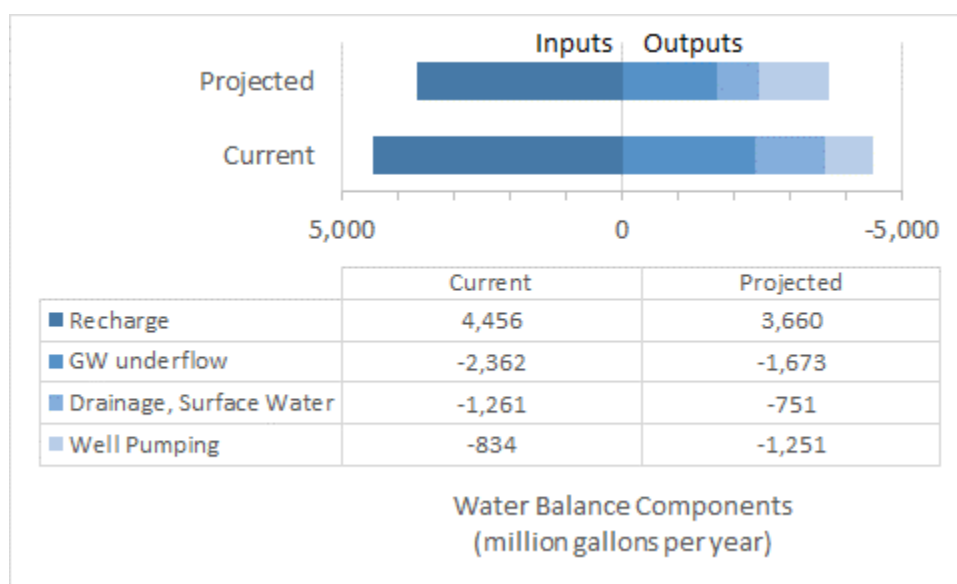 Inputs Outputs
Projected
Current
5,000 0 -5,000
Current Projected
Recharge 4,456 3,660
GW underflow -2,362 -1,673
Drainage, Surface Water -1,261 -751
Well Pumping -834 -1,251
Water Balance Components
(million gallons per year)